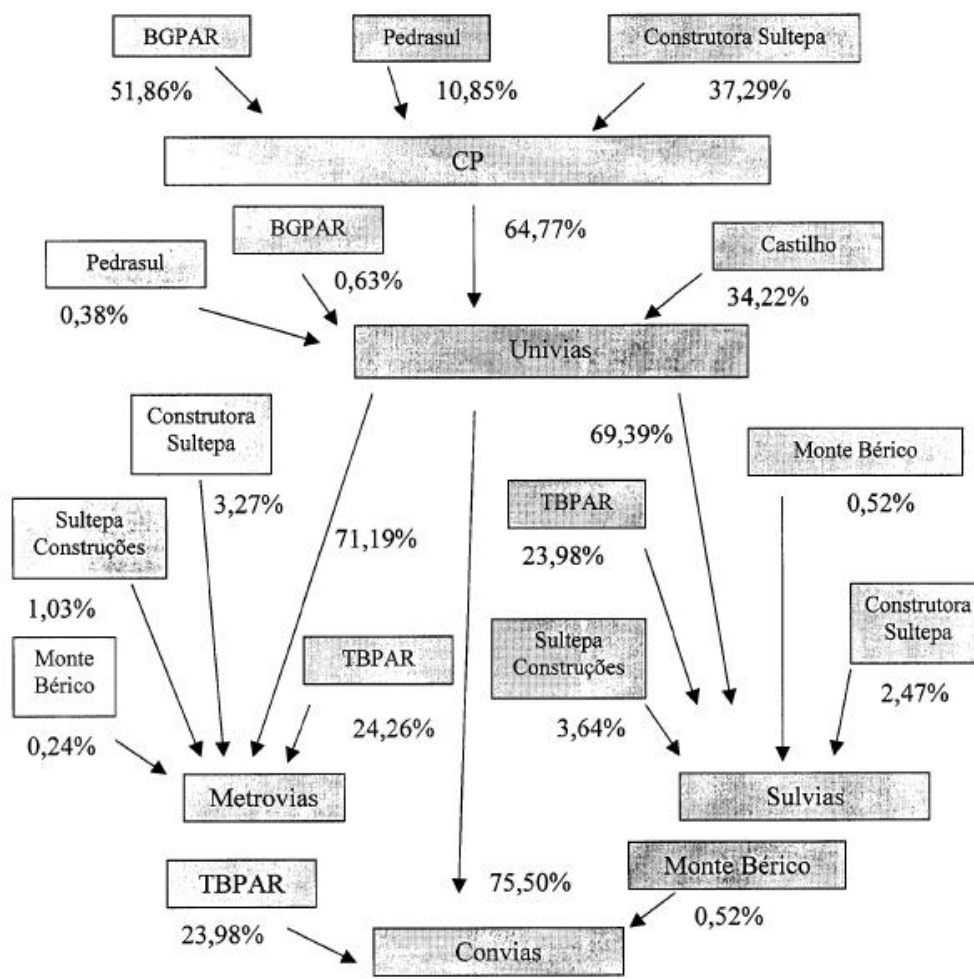 BGPAR
Pedrasul
Construtora Sultepa
51,86%
10,85%
37,29%
CP
64,77%
BGPAR
Pedrasul
Castilho
0,63%
0,38%
34,22%
Univias
Construtora
Sultepa
69,39%
Monte Bérico
3,27%
TBPAR
0,52%
Sultepa
Construções
71,19%
23,98%
1,03%
Construtora
Sultepa
Monte
Bérico
TBPAR
Sultepa
Construções
2,47%
0,24%
24,26%
3,64%
Metrovias
Sulvias
TBPAR
75,50%
Monte Bérico
23,98%
0,52%
Convias